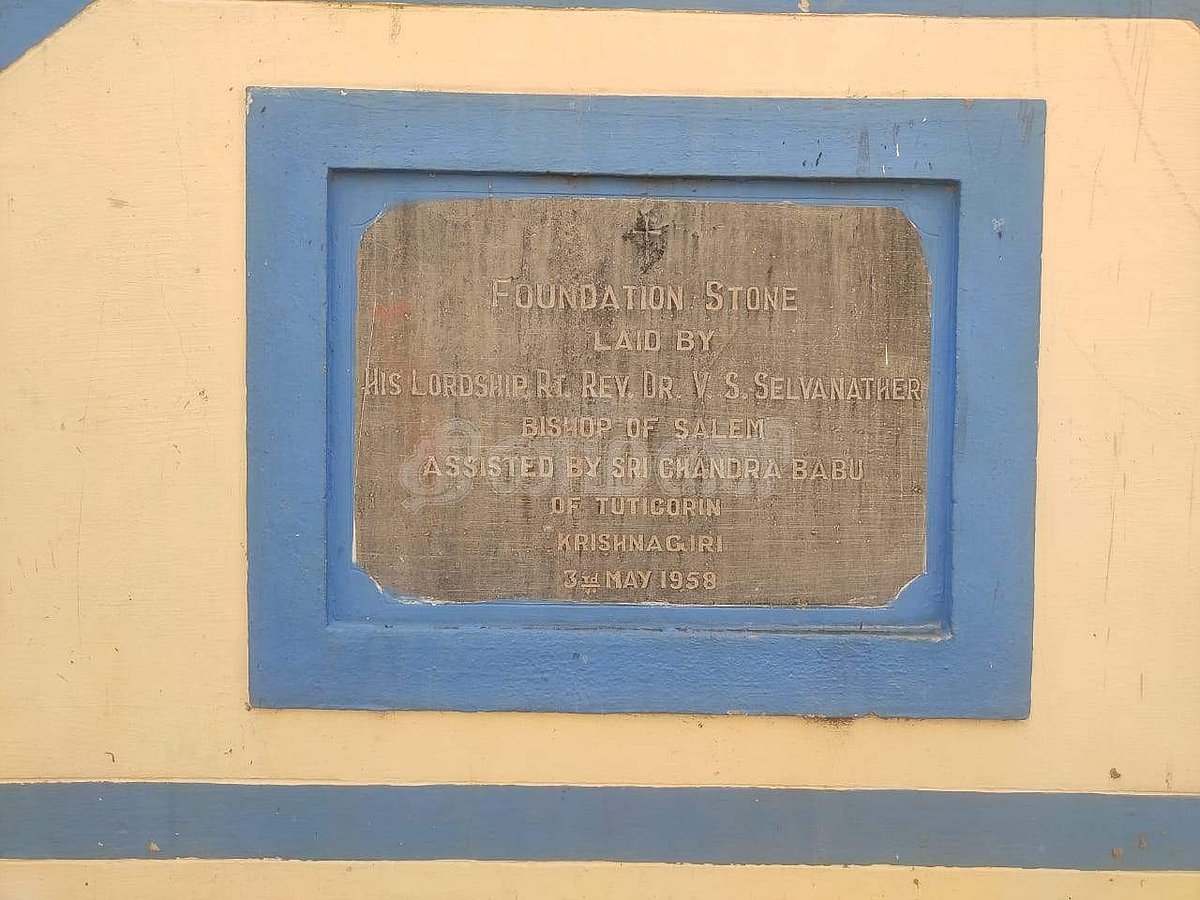 FOUNDATION STONE
LAID BY
HIS LORDSHIP. RT. REV. DR. V. S. SELVANATHER
BISHOP OF SALEM
ASSISTED BY SRI CHANDRA BABU
OF TUTICORIN
KRISHNAGIRI
3rd MAY 1958